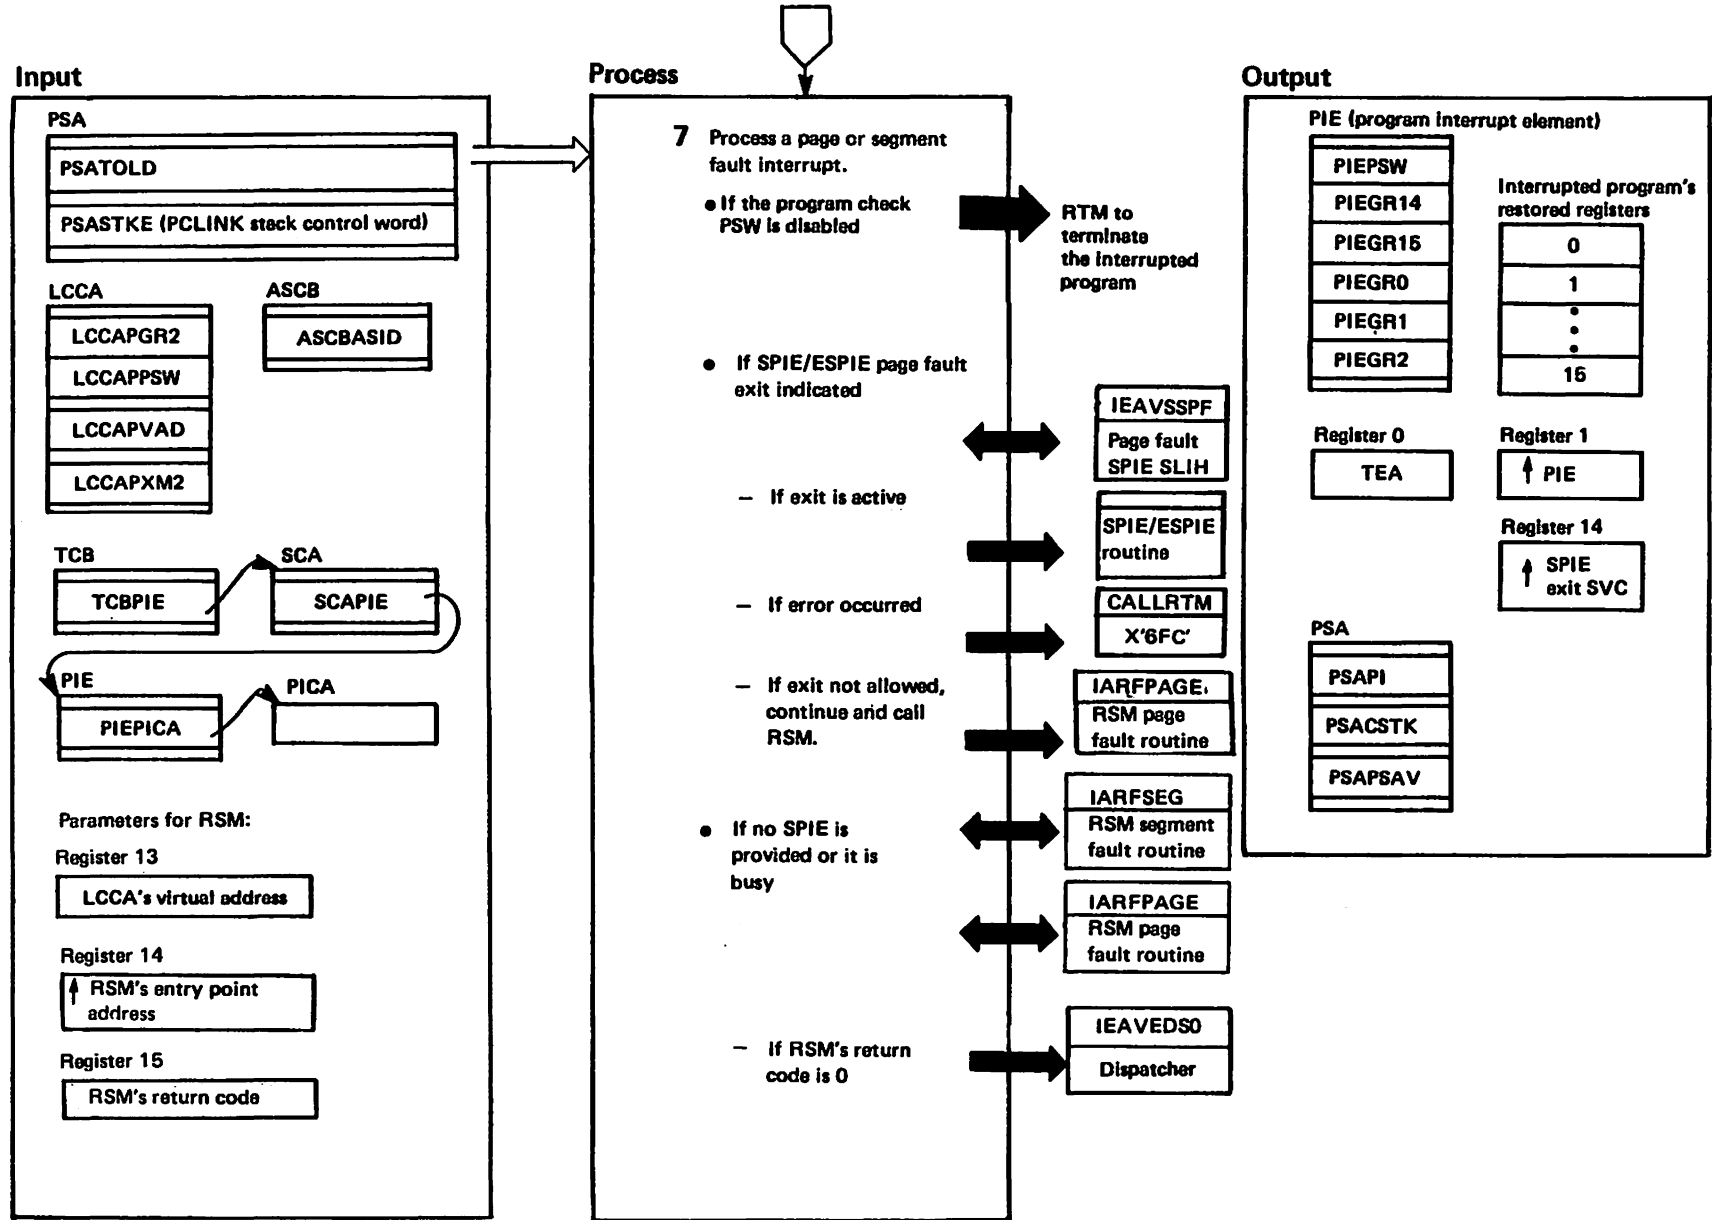 Input
PSA
PSATOLD
PSASTKE (PCLINK stack control word)
LCCA
LCCAPGR2
LCCAPPSW
LCCAPVAD
LCCAPXM2
ASCB
ASCBASID
TCB
TCBPIE
SCA
SCAPIE
PIE
PIEPICA
PICA
Parameters for RSM:
Register 13
LCCA's virtual address
Register 14
RSM's entry point
address
Register 15
RSM's return code
Process
7 Process a page or segment
fault interrupt.
• If the program check
PSW is disabled
RTM to
terminate
the interrupted
program
• If SPIE/ESPIE page fault
exit indicated
IEAVSSPF
Page fault
SPIE SLIH
– If exit is active
SPIE/ESPIE
routine
– If error occurred
CALLRTM
X'6FC'
– If exit not allowed,
continue and call
RSM.
IARFPAGE
RSM page
fault routine
• If no SPIE is
provided or it is
busy
IARFSEG
RSM segment
fault routine
IARFPAGE
RSM page
fault routine
– If RSM's return
code is 0
IEAVEDS0
Dispatcher
Output
PIE (program interrupt element)
PIEPSW
PIEGR14
PIEGR15
PIEGR0
PIEGR1
PIEGR2
Interrupted program's
restored registers
0
1
•
•
•
15
Register 0
TEA
Register 1
PIE
Register 14
SPIE
exit SVC
PSA
PSAPI
PSACSTK
PSAPSAV